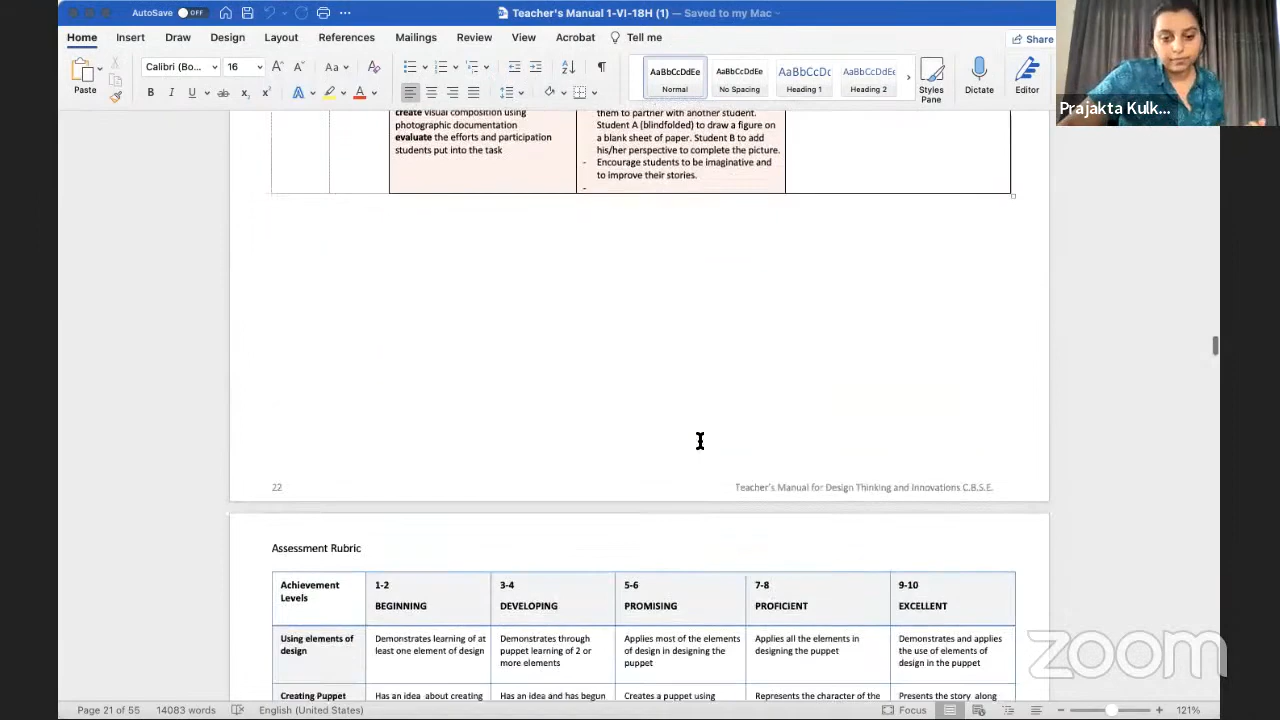 AutoSave OFF
Teacher's Manual 1-VI-18H (1) — Saved to my Mac
Home Insert Draw Design Layout References Mailings Review View Acrobat Tell me
Share
Paste
Calibri (Bo... 16
AaBbCcDdEe
Normal
AaBbCcDdEe
No Spacing
AaBbCcDc
Heading 1
AaBbCcDdEe
Heading 2
Styles
Pane
Dictate
Editor
Prajakta Kulk...
create visual composition using
photographic documentation
evaluate the efforts and participation
students put into the task
them to partner with another student.
Student A (blindfolded) to draw a figure on
a blank sheet of paper. Student B to add
his/her perspective to complete the picture.
- Encourage students to be imaginative and
to improve their stories.
-
22
Teacher's Manual for Design Thinking and Innovations C.B.S.E.
Assessment Rubric
Achievement
Levels
1-2
BEGINNING
3-4
DEVELOPING
5-6
PROMISING
7-8
PROFICIENT
9-10
EXCELLENT
Using elements of
design
Demonstrates learning of at
least one element of design
Demonstrates through
puppet learning of 2 or
more elements
Applies most of the elements
of design in designing the
puppet
Applies all the elements in
designing the puppet
Demonstrates and applies
the use of elements of
design in the puppet
Creating Puppet
Has an idea about creating
Has an idea and has begun
Creates a puppet using
Represents the character of the
Presents the story along
zoom
Page 21 of 55 14083 words English (United States)
Focus
121%